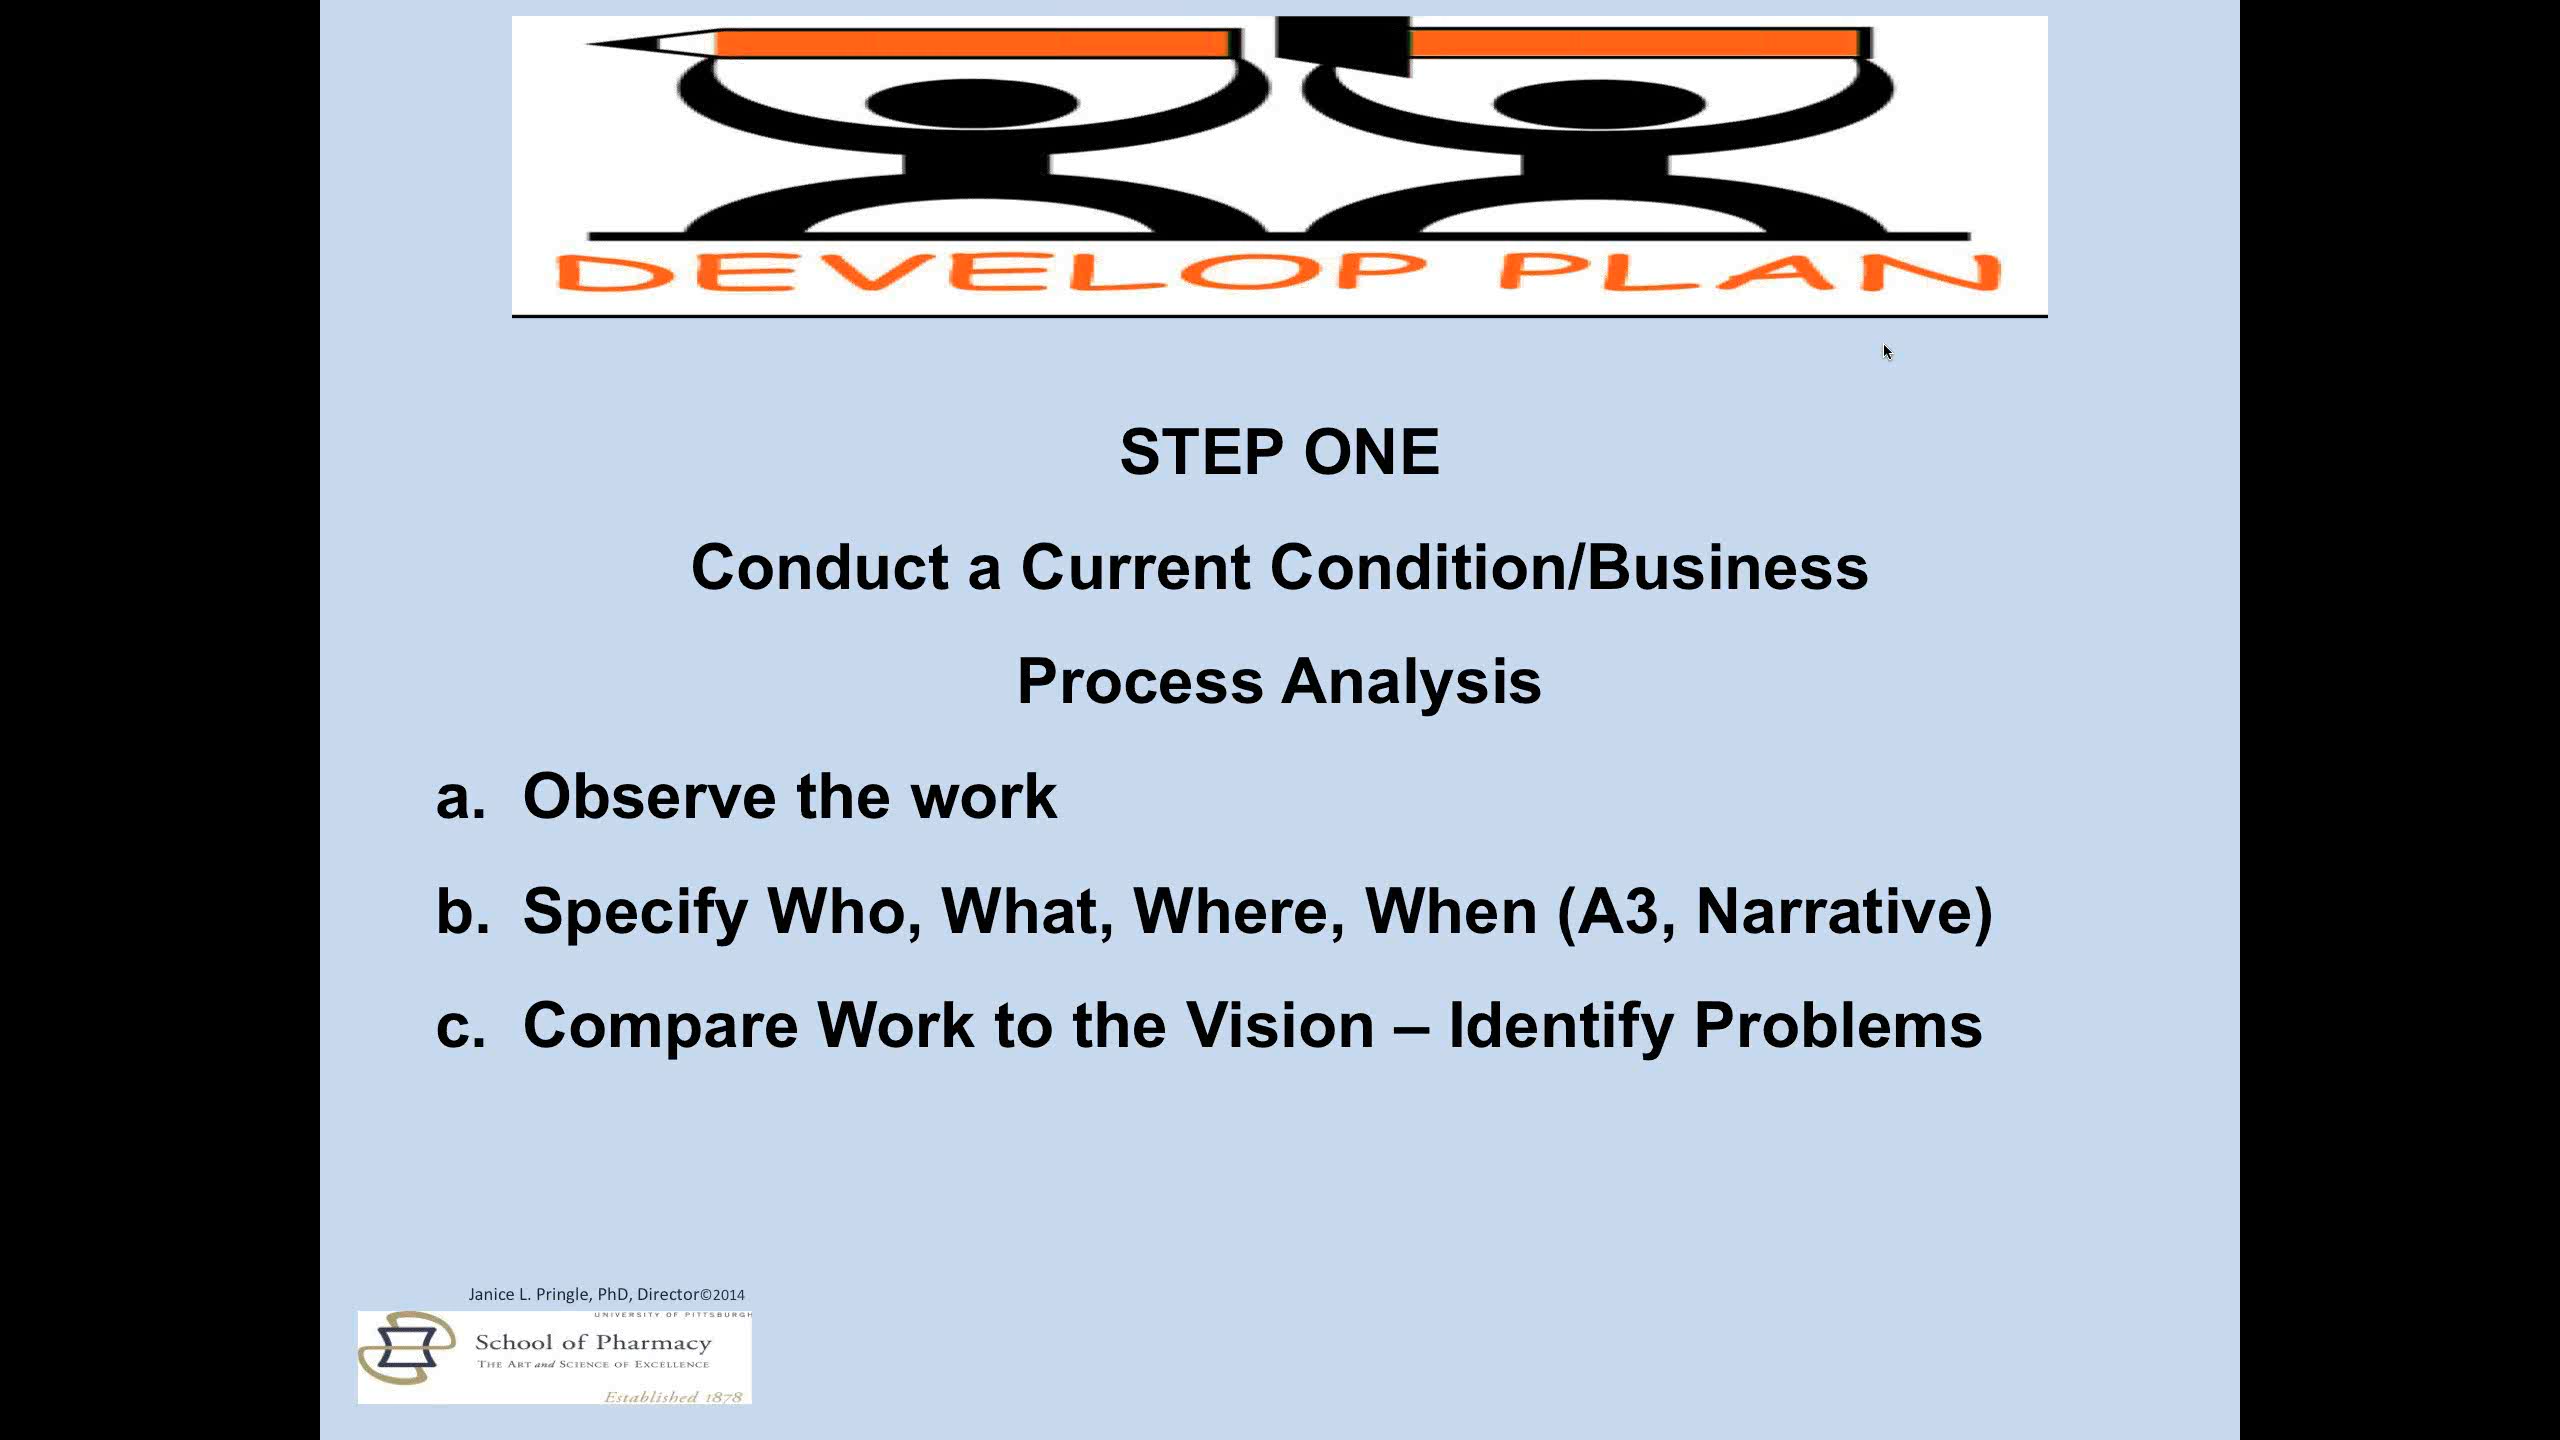 DEVELOP PLAN
STEP ONE
Conduct a Current Condition/Business
Process Analysis
a. Observe the work
b. Specify Who, What, Where, When (A3, Narrative)
c. Compare Work to the Vision – Identify Problems
Janice L. Pringle, PhD, Director©2014
UNIVERSITY OF PITTSBURGH
School of Pharmacy
THE ART and SCIENCE OF EXCELLENCE
Established 1878